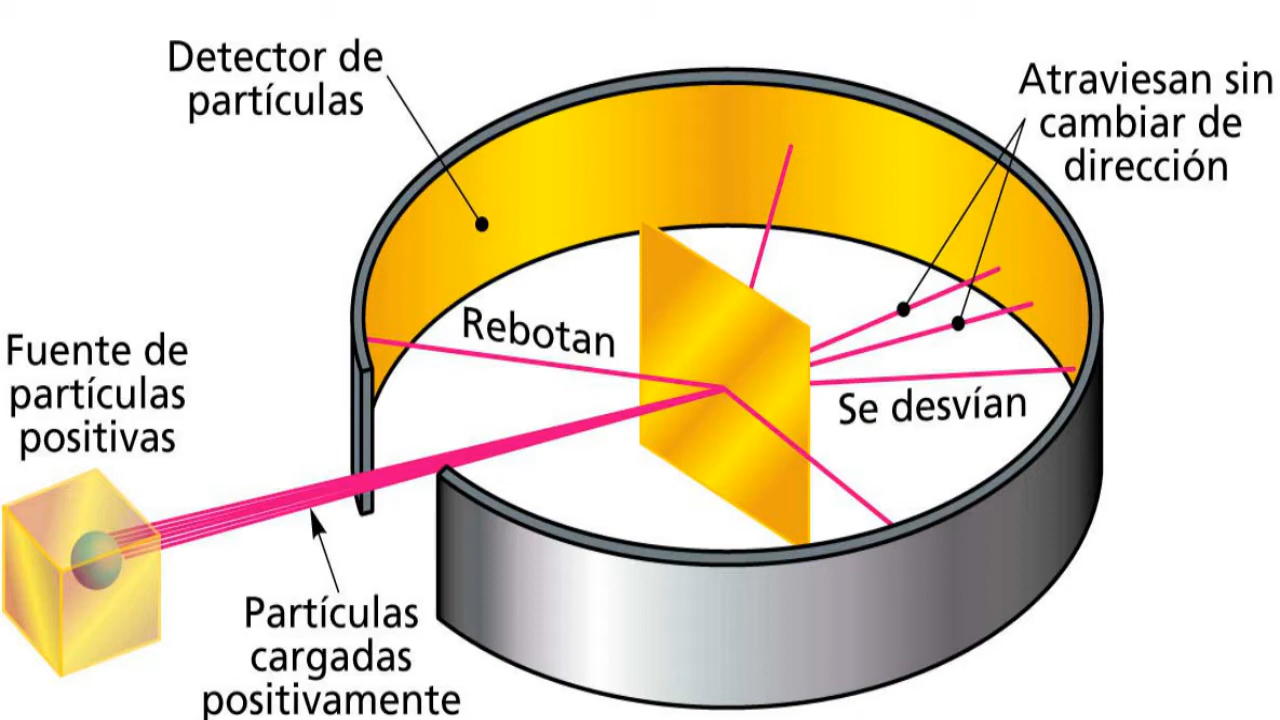 Detector de
partículas
Atraviesan sin
cambiar de
dirección
Rebotan
Fuente de
partículas
positivas
Se desvían
Partículas
cargadas
positivamente